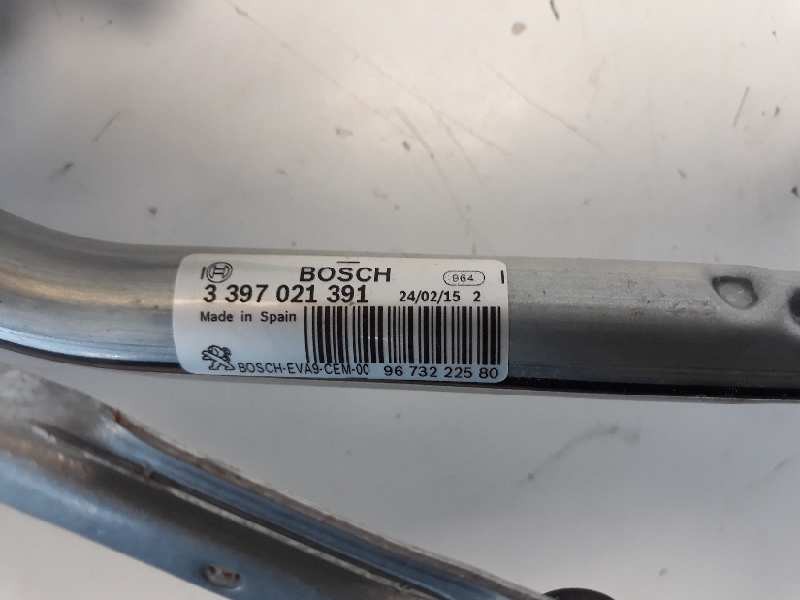 BOSCH 964
3 397 021 391 24/02/15 2
Made in Spain
BOSCH-EVA9-CEM-00 96 732 225 80